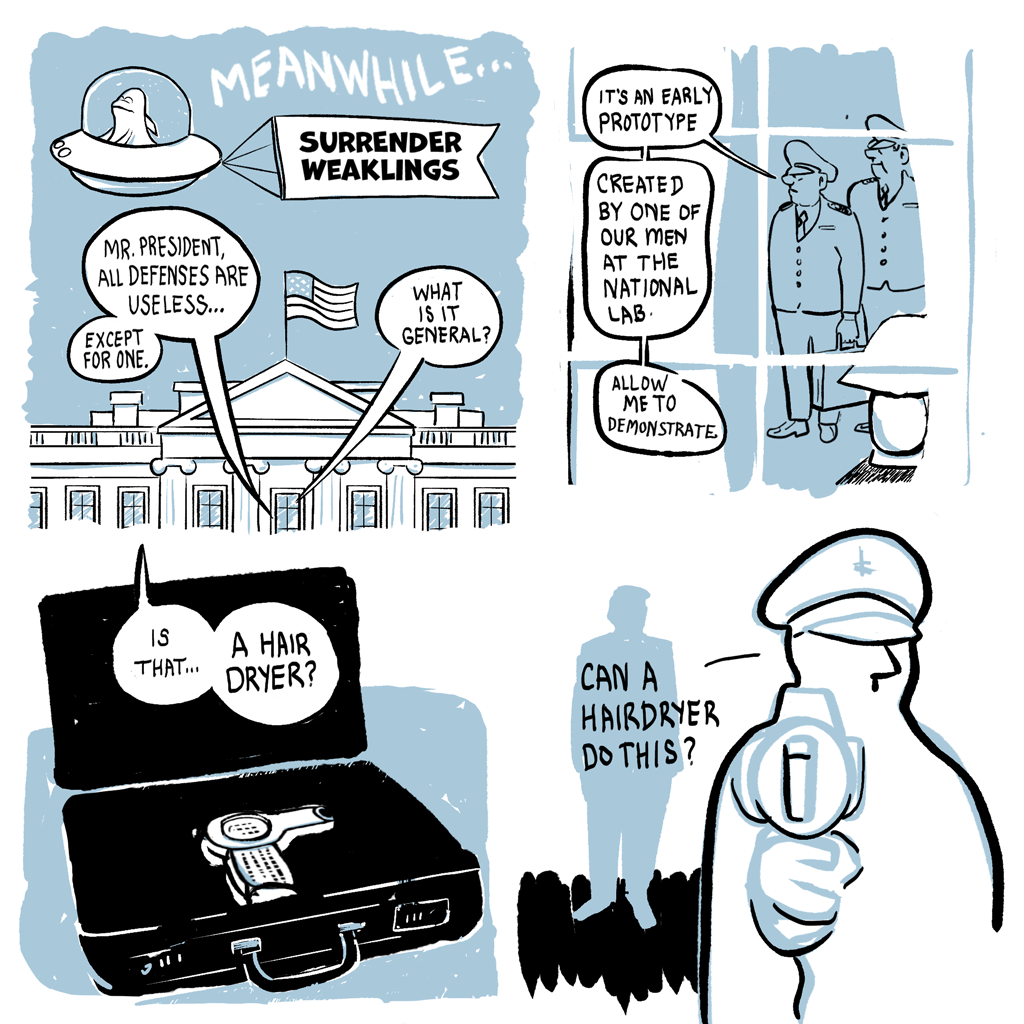 MEANWHILE...
SURRENDER
WEAKLINGS
MR. PRESIDENT,
ALL DEFENSES ARE
USELESS...
EXCEPT
FOR ONE.
WHAT
IS IT
GENERAL?
IT'S AN EARLY
PROTOTYPE
CREATED
BY ONE OF
OUR MEN
AT THE
NATIONAL
LAB.
ALLOW
ME TO
DEMONSTRATE.
IS
THAT...
A HAIR
DRYER?
CAN A
HAIRDRYER
DO THIS?